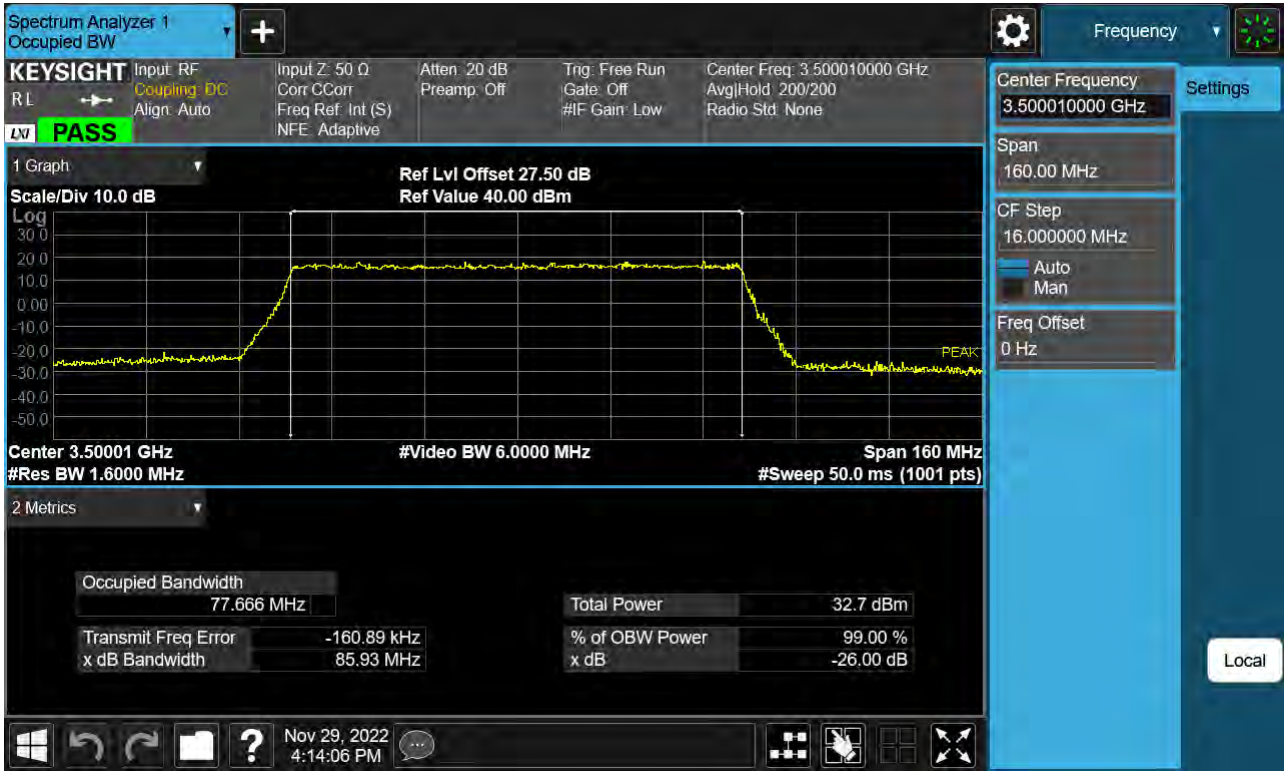 Spectrum Analyzer 1
Occupied BW
Frequency
KEYSIGHT
RL
LXI PASS
Input: RF
Coupling: DC
Align: Auto
Input Z: 50 Ω
Corr CCorr
Freq Ref: Int (S)
NFE: Adaptive
Atten: 20 dB
Preamp: Off
Trig: Free Run
Gate: Off
#IF Gain: Low
Center Freq: 3.500010000 GHz
Avg|Hold: 200/200
Radio Std: None
Center Frequency
3.500010000 GHz
Settings
Span
160.00 MHz
CF Step
16.000000 MHz
Auto
Man
Freq Offset
0 Hz
Local
1 Graph
Scale/Div 10.0 dB
Ref Lvl Offset 27.50 dB
Ref Value 40.00 dBm
Log
30.0
20.0
10.0
0.00
-10.0
-20.0
-30.0
-40.0
-50.0
PEAK
Center 3.50001 GHz
#Video BW 6.0000 MHz
Span 160 MHz
#Res BW 1.6000 MHz
#Sweep 50.0 ms (1001 pts)
2 Metrics
Occupied Bandwidth
77.666 MHz
Total Power 32.7 dBm
Transmit Freq Error -160.89 kHz
% of OBW Power 99.00 %
x dB Bandwidth 85.93 MHz
x dB -26.00 dB
?
Nov 29, 2022
4:14:06 PM